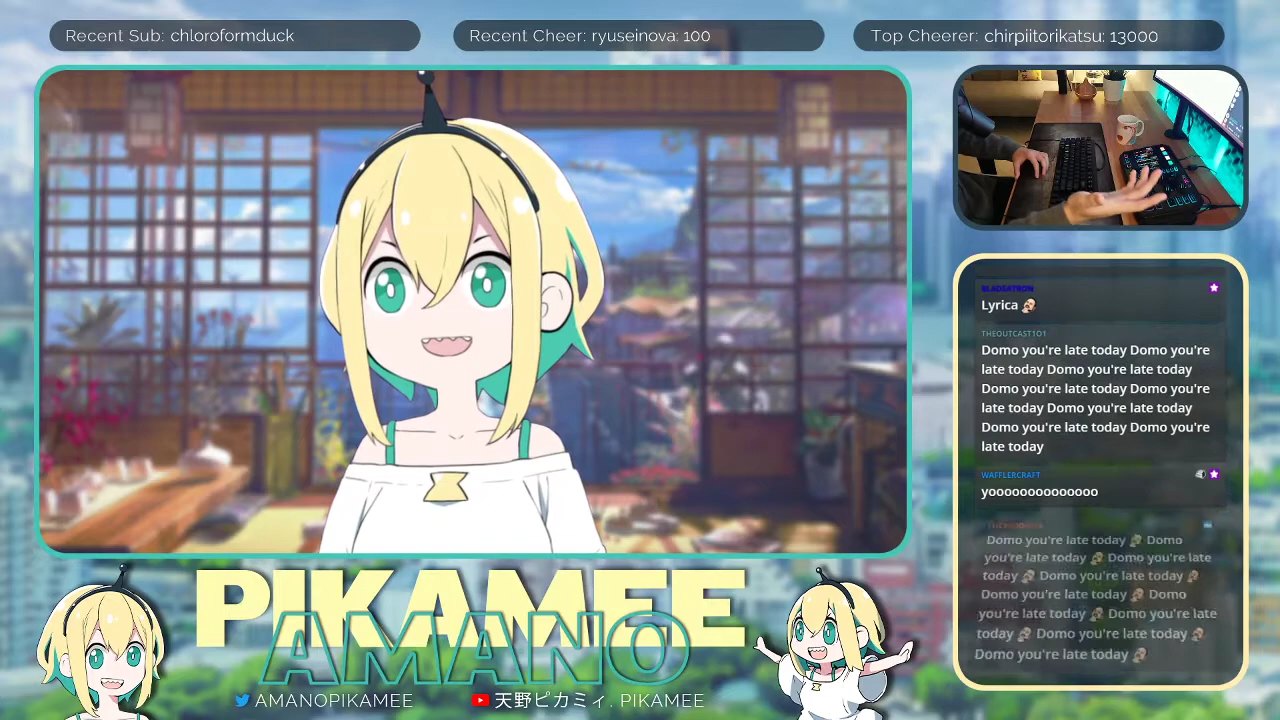 Recent Sub: chloroformduck
Recent Cheer: ryuseinova: 100
Top Cheerer: chirpiitorikatsu: 13000
BLADEATRON
Lyrica
THEOUTCAST101
Domo you're late today Domo you're
late today Domo you're late today
Domo you're late today Domo you're
late today Domo you're late today
Domo you're late today Domo you're
late today
WAFFLERCRAFT
yoooooooooooooo
Domo you're late today Domo
you're late today Domo you're late
today Domo you're late today
Domo you're late today Domo
you're late today Domo you're late
today Domo you're late today
Domo you're late today
PIKAMEE
AMANO
AMANOPIKAMEE
天野ピカミィ. PIKAMEE